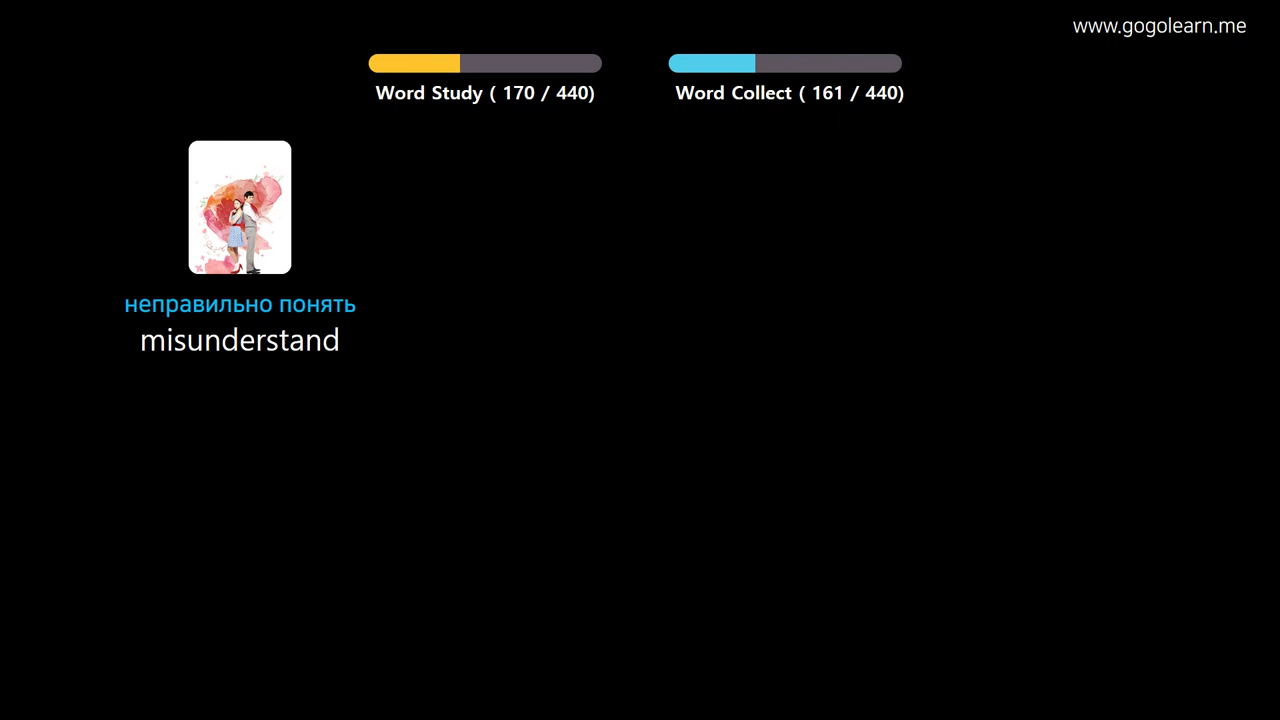 www.gogolearn.me
Word Study ( 170 / 440)
Word Collect ( 161 / 440)
неправильно понять
misunderstand